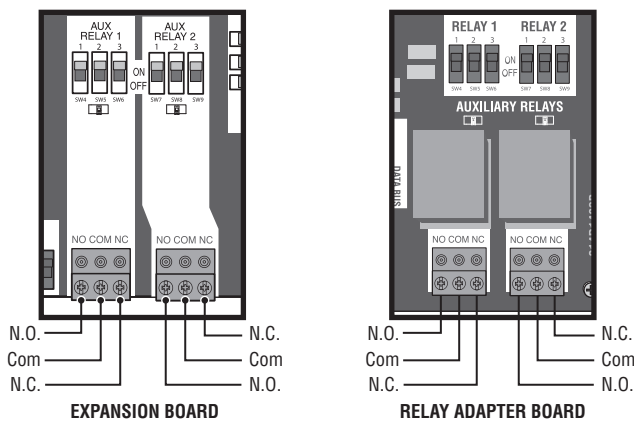 AUX
RELAY 1
AUX
RELAY 2
1 2 3
1 2 3
ON
OFF
SW4 SW5 SW6
SW7 SW8 SW9
NO COM NC
NO COM NC
N.O.
Com
N.C.
N.C.
Com
N.O.
EXPANSION BOARD
RELAY 1
RELAY 2
1 2 3
1 2 3
ON
OFF
SW4 SW5 SW6
SW7 SW8 SW9
AUXILIARY RELAYS
DATA BUS
NO COM NC
NO COM NC
N.O.
Com
N.C.
N.C.
Com
N.O.
RELAY ADAPTER BOARD